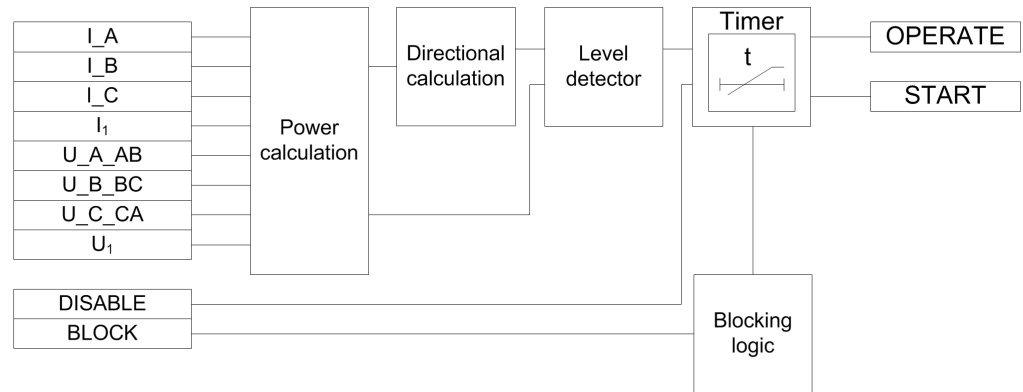 I_A
I_B
I_C
I₁
U_A_AB
U_B_BC
U_C_CA
U₁
DISABLE
BLOCK
Power
calculation
Directional
calculation
Level
detector
Timer
t
Blocking
logic
OPERATE
START